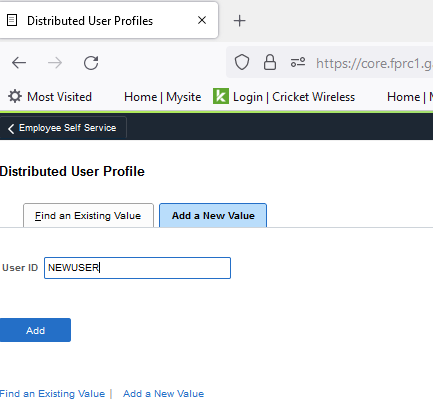 Distributed User Profiles
https://core.fprc1.g
Most Visited Home | Mysite Login | Cricket Wireless Home |
Employee Self Service
Distributed User Profile
Find an Existing Value Add a New Value
User ID NEWUSER
Add
Find an Existing Value | Add a New Value